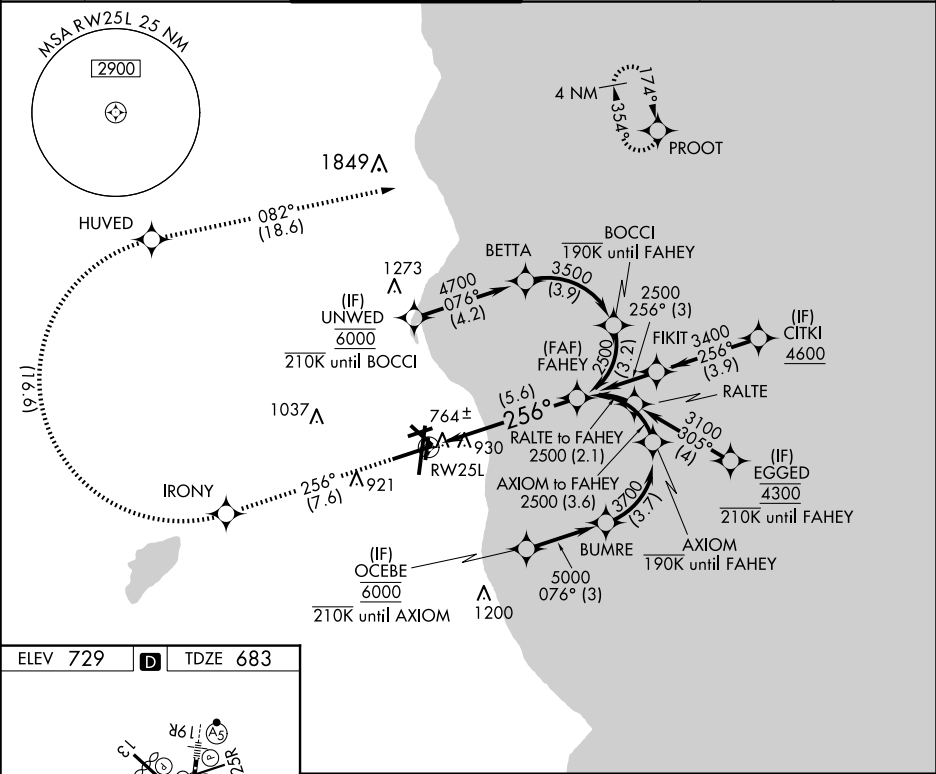 MSA RW25L 25 NM
2900
4 NM
174°
354°
PROOT
1849
HUVED
082°
(18.6)
BETTA
BOCCI
190K until FAHEY
1273
4700
076°
(4.2)
3500
(3.9)
2500
256° (3)
(IF)
UNWED
6000
210K until BOCCI
(FAF)
FAHEY
2500
(3.2)
FIKIT
3400
256°
(3.9)
(IF)
CITKI
4600
(16.9)
1037
764±
930
RW25L
(5.6)
256°
RALTE
RALTE to FAHEY
2500 (2.1)
3100
305°
(4)
(IF)
EGGED
4300
210K until FAHEY
IRONY
256°
(7.6)
921
AXIOM to FAHEY
2500 (3.6)
3700
(3.7)
BUMRE
AXIOM
190K until FAHEY
(IF)
OCEBE
6000
210K until AXIOM
5000
076° (3)
1200
ELEV 729
D
TDZE 683
19R
A5
P
25R
13
P